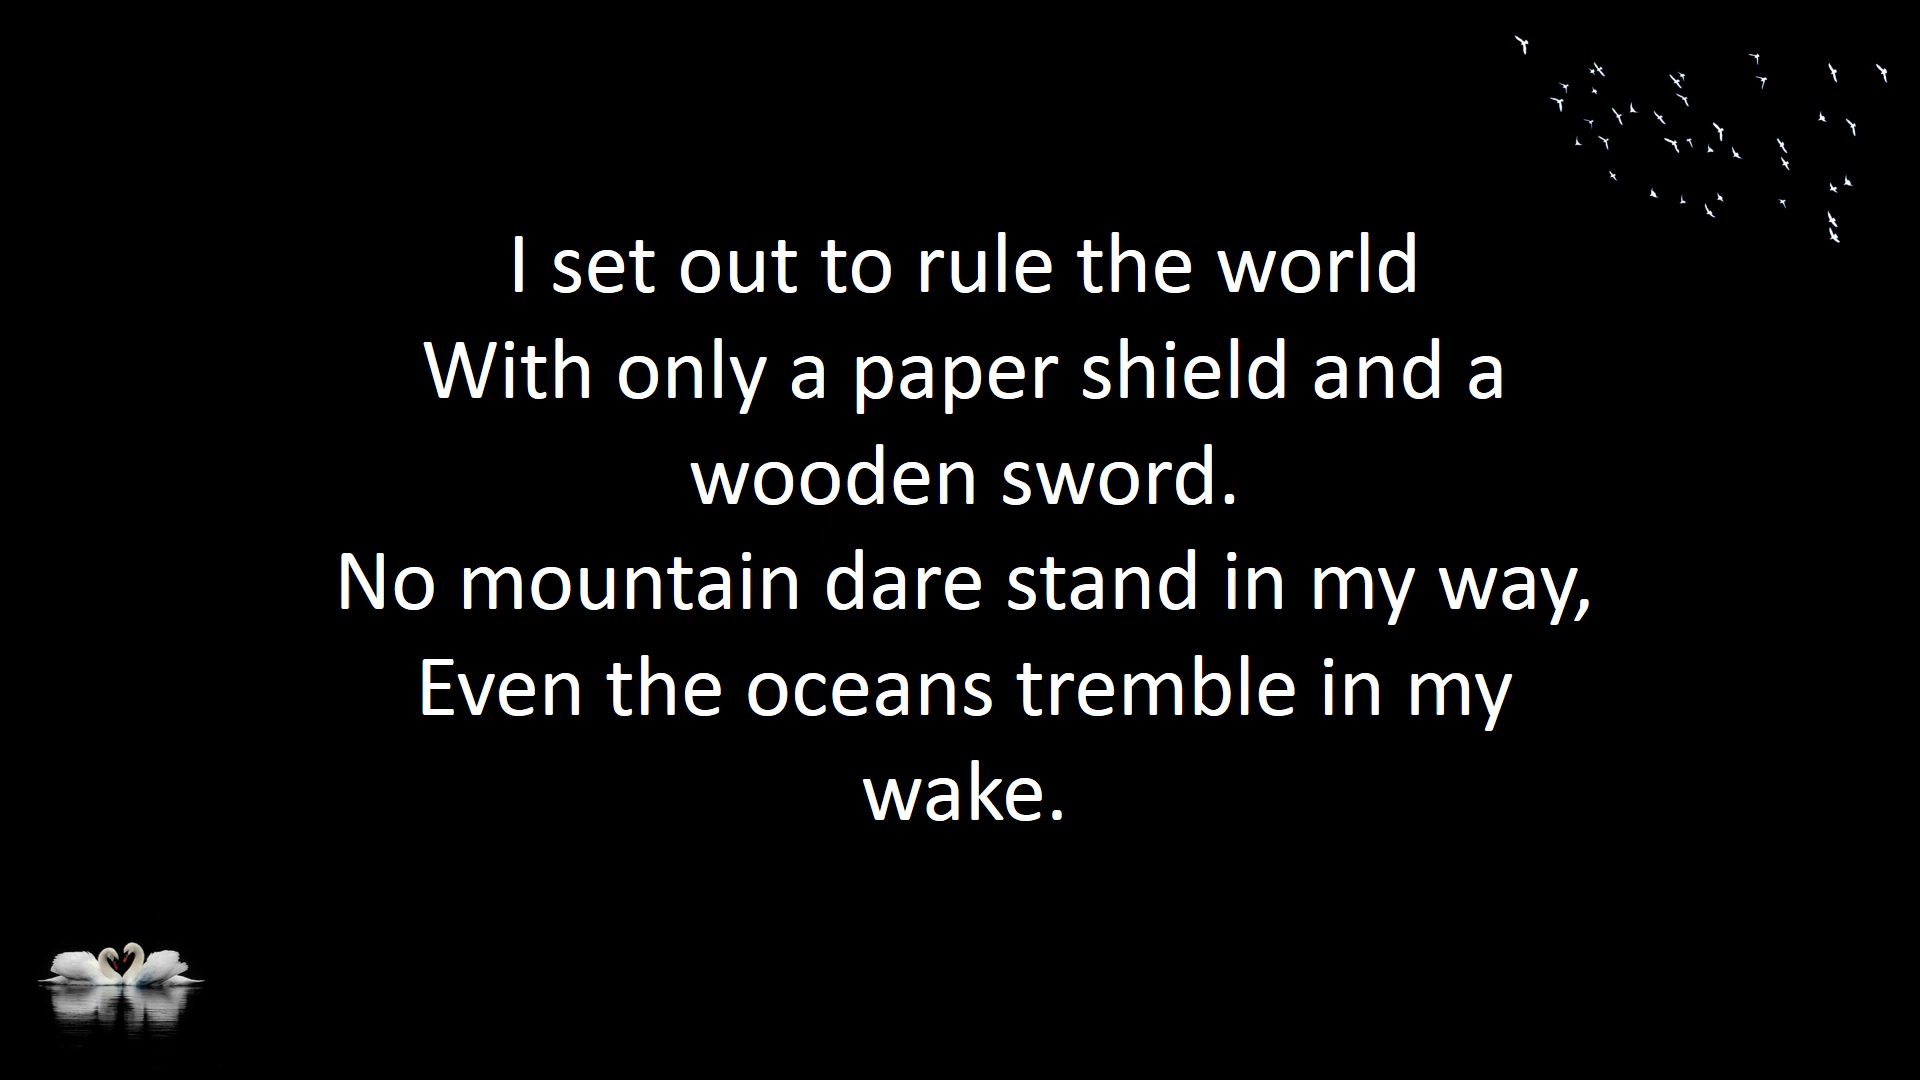 I set out to rule the world
With only a paper shield and a
wooden sword.
No mountain dare stand in my way,
Even the oceans tremble in my
wake.